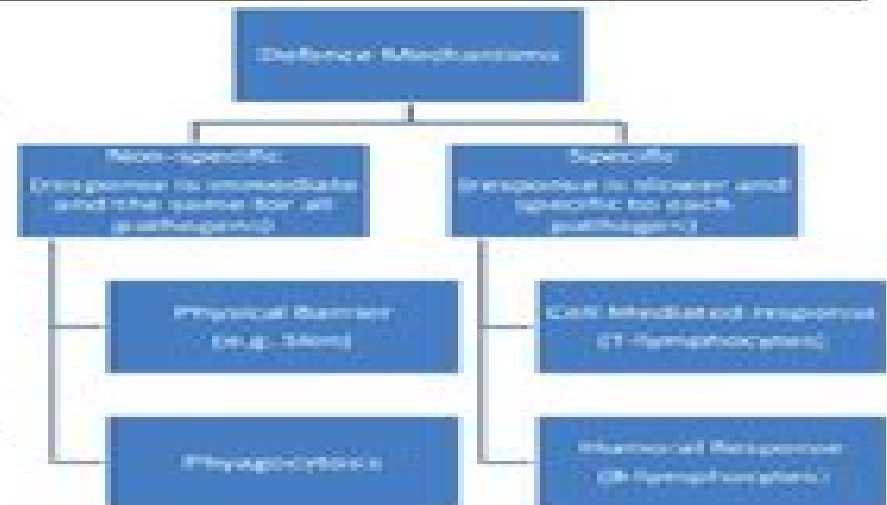 Defence Mechanisms
Non-specific
(response is immediate
and the same for all
pathogens)
Specific
(response is slower and
specific to each
pathogen)
Physical Barrier
(e.g. Skin)
Cell Mediated response
(T-lymphocytes)
Humoral Response
(B-lymphocytes)